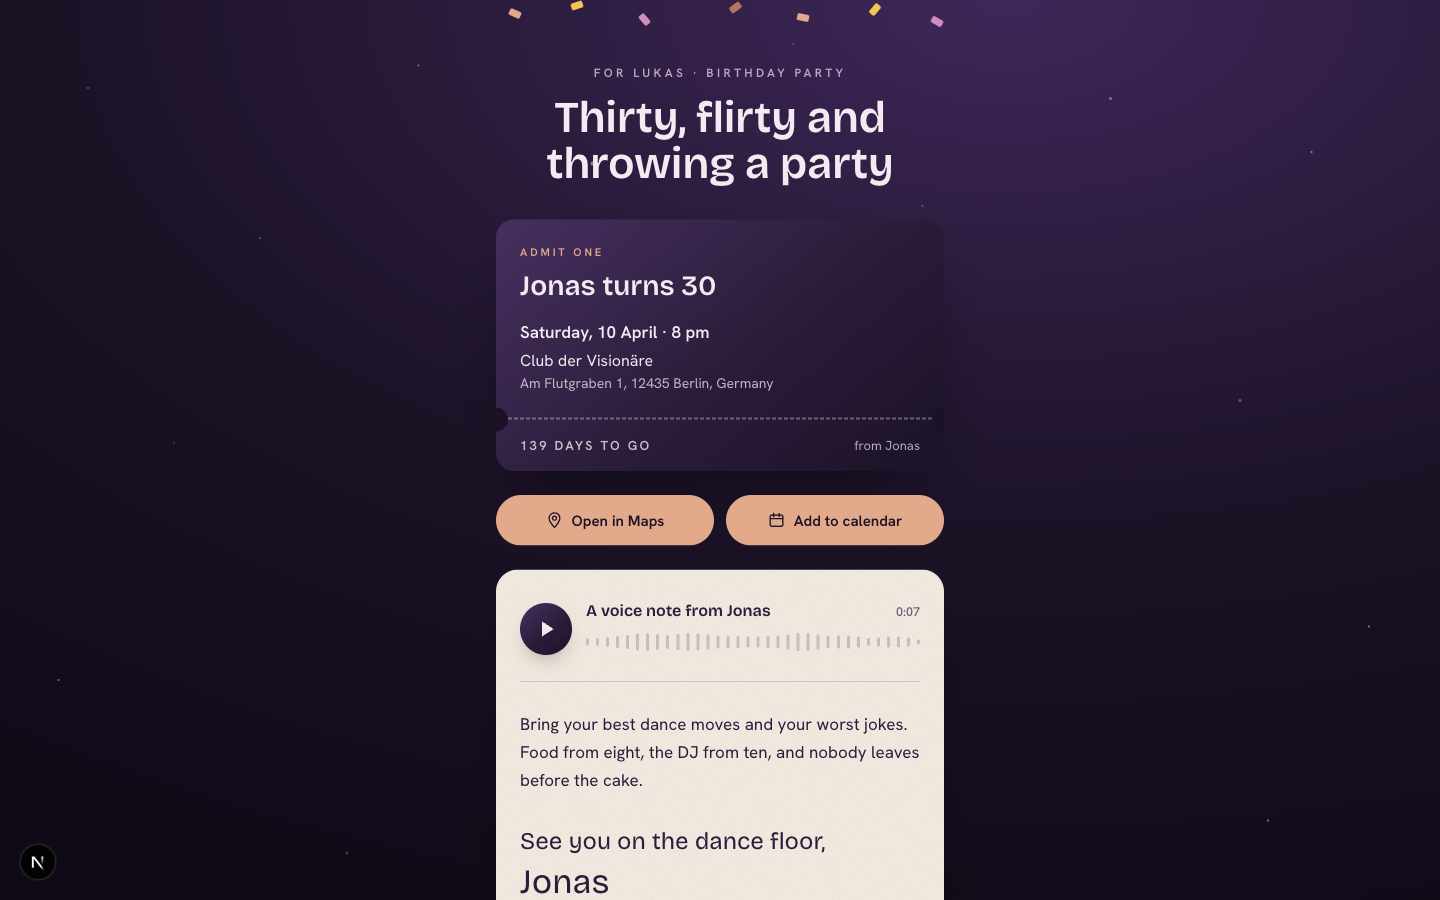 FOR LUKAS · BIRTHDAY PARTY
Thirty, flirty and
throwing a party
ADMIT ONE
Jonas turns 30
Saturday, 10 April · 8 pm
Club der Visionäre
Am Flutgraben 1, 12435 Berlin, Germany
139 DAYS TO GO
from Jonas
Open in Maps
Add to calendar
A voice note from Jonas
0:07
Bring your best dance moves and your worst jokes.
Food from eight, the DJ from ten, and nobody leaves
before the cake.
See you on the dance floor,
Jonas
N